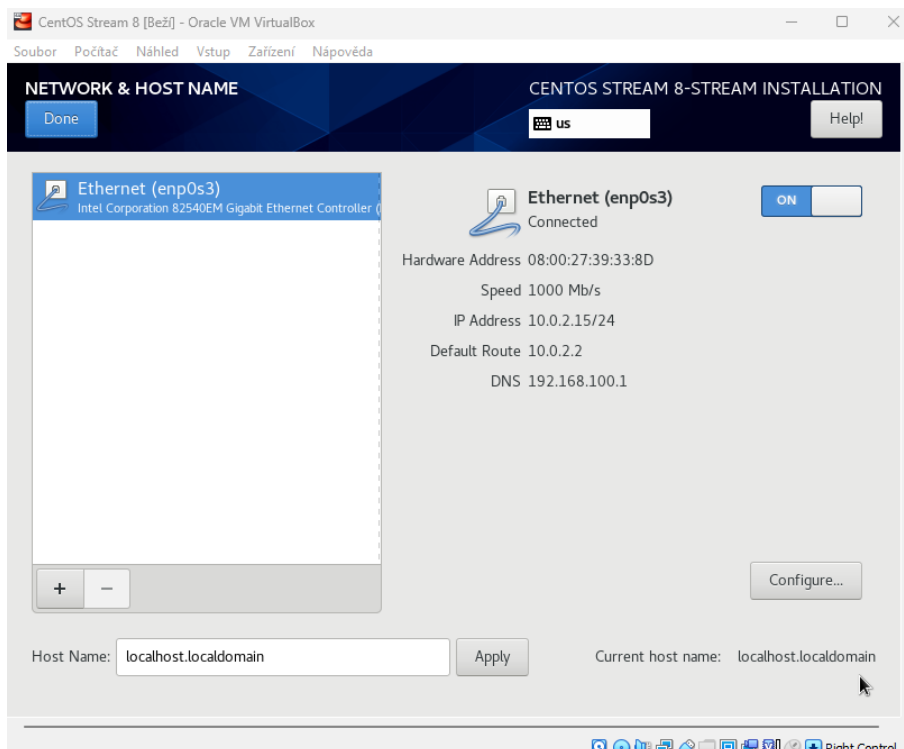 CentOS Stream 8 [Beží] - Oracle VM VirtualBox
Soubor Počítač Náhled Vstup Zařízení Nápověda
NETWORK & HOST NAME
CENTOS STREAM 8-STREAM INSTALLATION
Done
us
Help!
Ethernet (enp0s3)
Intel Corporation 82540EM Gigabit Ethernet Controller (
Ethernet (enp0s3)
Connected
ON
Hardware Address 08:00:27:39:33:8D
Speed 1000 Mb/s
IP Address 10.0.2.15/24
Default Route 10.0.2.2
DNS 192.168.100.1
+ −
Configure...
Host Name: localhost.localdomain Apply Current host name: localhost.localdomain
Right Control